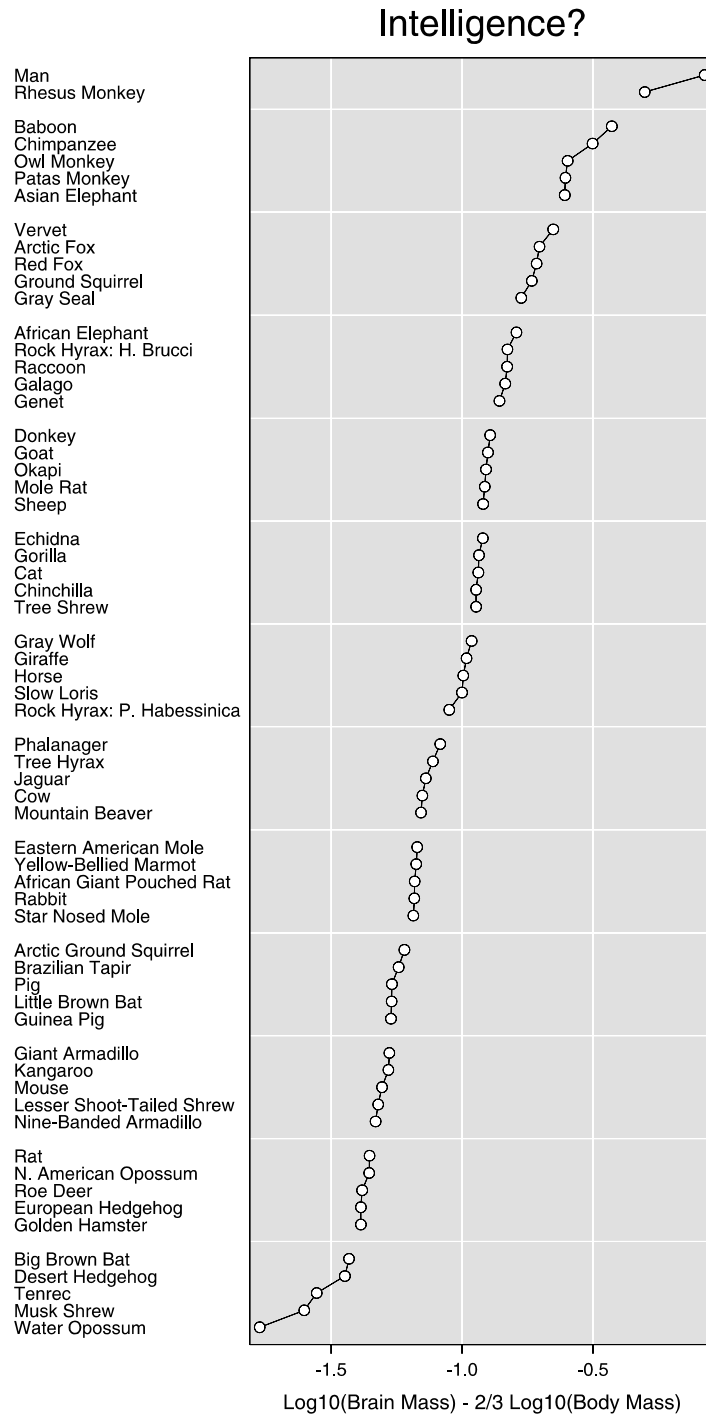 Intelligence?
Man
Rhesus Monkey
Baboon
Chimpanzee
Owl Monkey
Patas Monkey
Asian Elephant
Vervet
Arctic Fox
Red Fox
Ground Squirrel
Gray Seal
African Elephant
Rock Hyrax: H. Brucci
Raccoon
Galago
Genet
Donkey
Goat
Okapi
Mole Rat
Sheep
Echidna
Gorilla
Cat
Chinchilla
Tree Shrew
Gray Wolf
Giraffe
Horse
Slow Loris
Rock Hyrax: P. Habessinica
Phalanager
Tree Hyrax
Jaguar
Cow
Mountain Beaver
Eastern American Mole
Yellow-Bellied Marmot
African Giant Pouched Rat
Rabbit
Star Nosed Mole
Arctic Ground Squirrel
Brazilian Tapir
Pig
Little Brown Bat
Guinea Pig
Giant Armadillo
Kangaroo
Mouse
Lesser Shoot-Tailed Shrew
Nine-Banded Armadillo
Rat
N. American Opossum
Roe Deer
European Hedgehog
Golden Hamster
Big Brown Bat
Desert Hedgehog
Tenrec
Musk Shrew
Water Opossum
-1.5 -1.0 -0.5
Log10(Brain Mass) - 2/3 Log10(Body Mass)